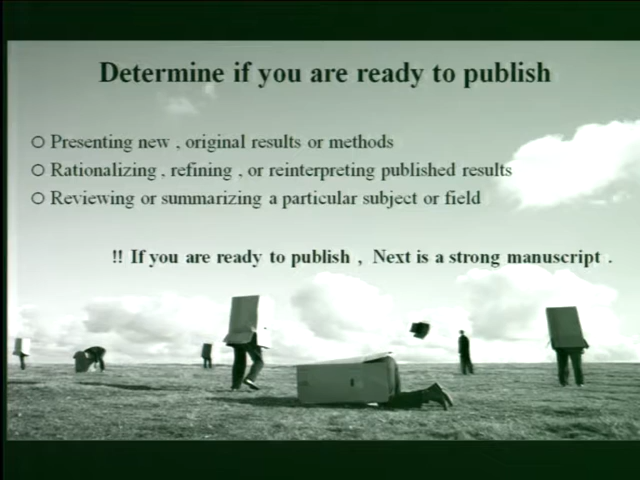 Determine if you are ready to publish
Presenting new , original results or methods
Rationalizing , refining , or reinterpreting published results
Reviewing or summarizing a particular subject or field
!! If you are ready to publish , Next is a strong manuscript .